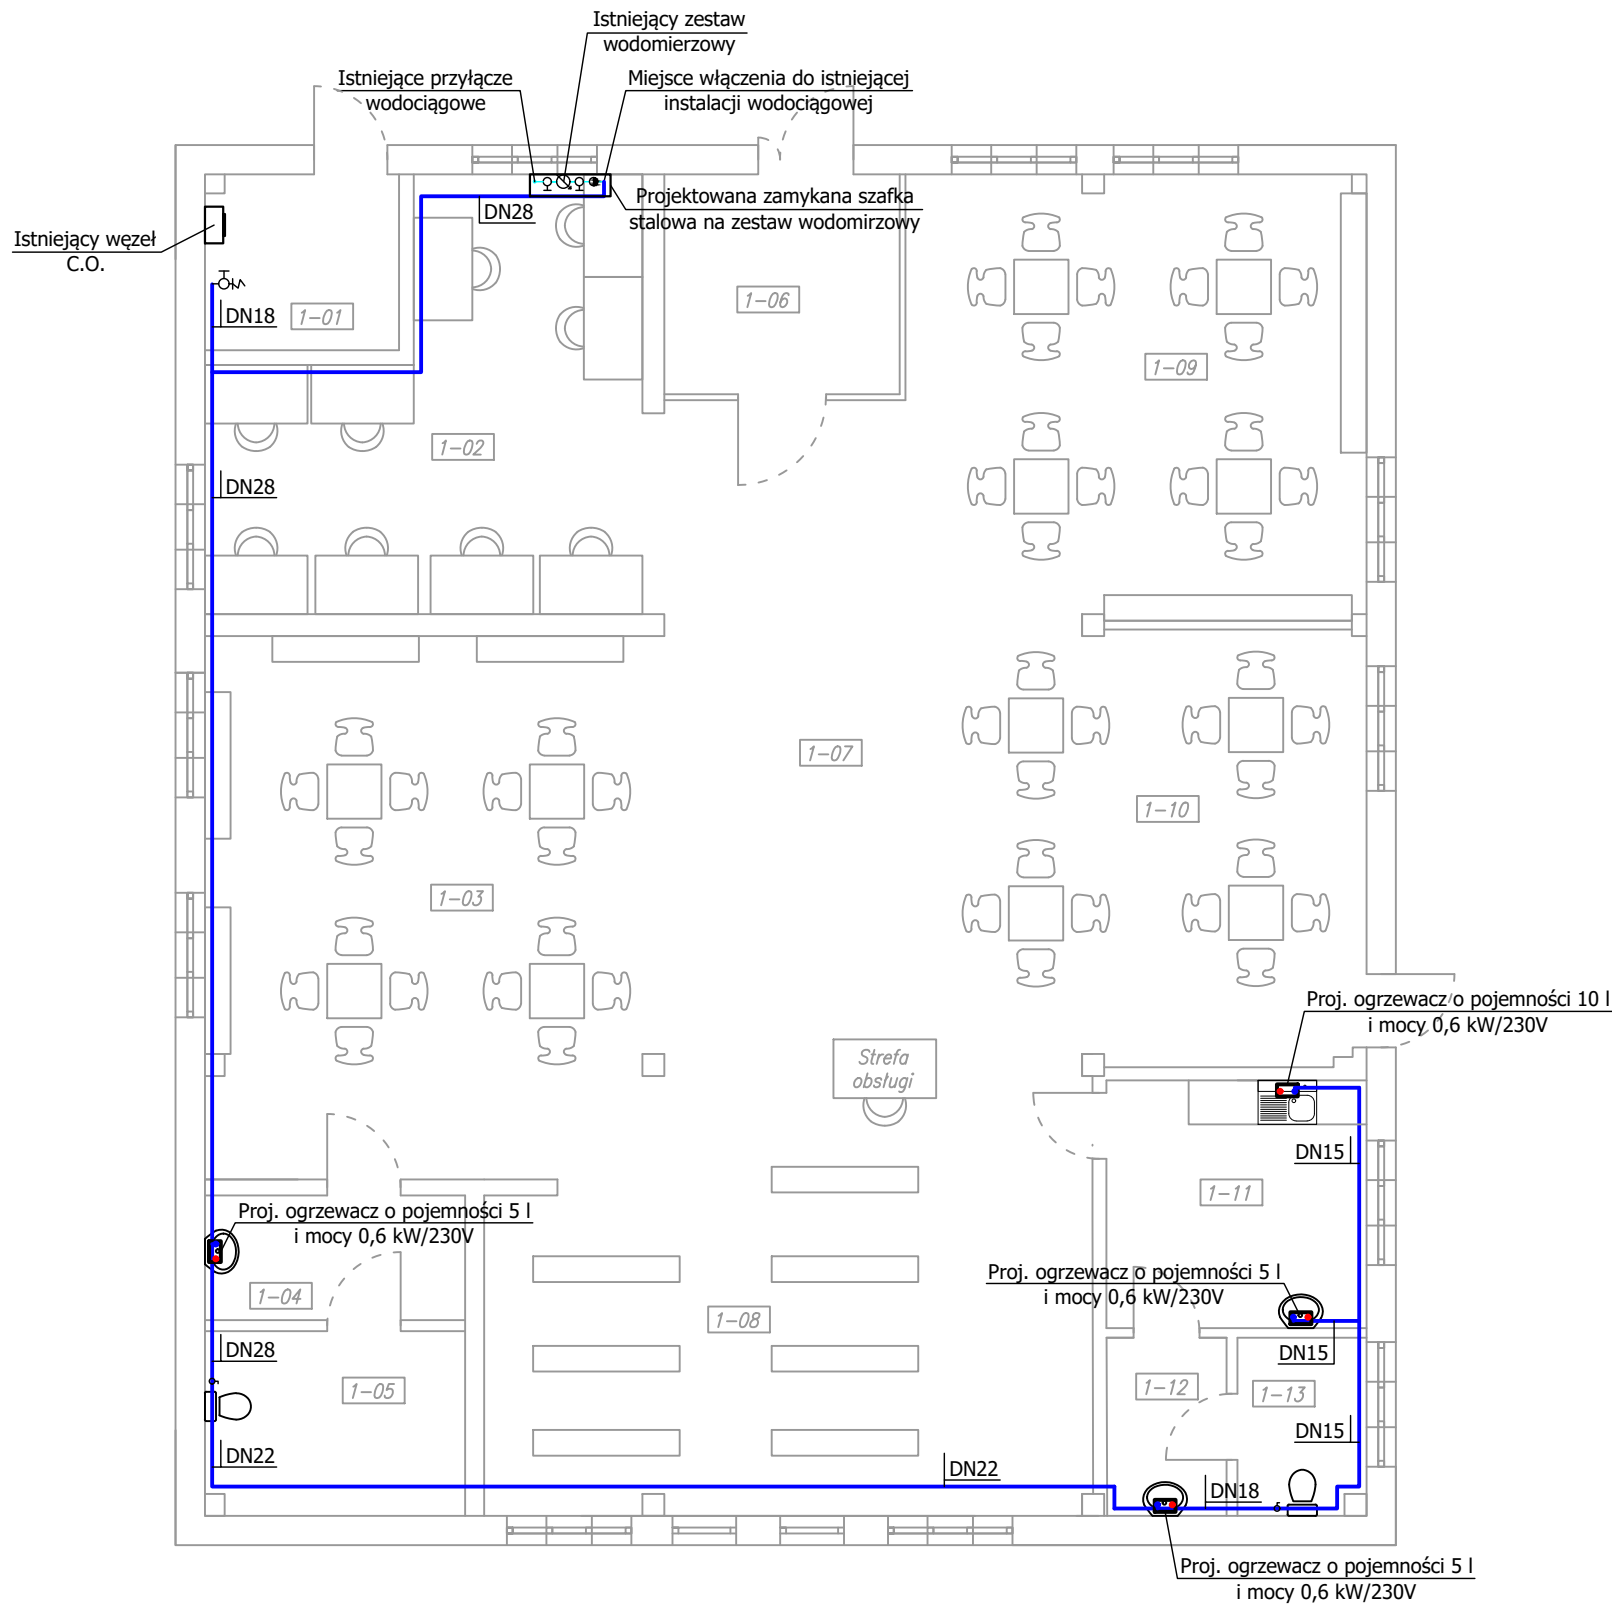 Istniejący zestaw
wodomierzowy
Istniejące przyłącze
wodociągowe
Miejsce włączenia do istniejącej
instalacji wodociągowej
Projektowana zamykana szafka
stalowa na zestaw wodomirzowy
DN28
Istniejący węzeł
C.O.
DN18
1-01
1-06
1-09
1-02
DN28
1-07
1-10
1-03
Proj. ogrzewacz o pojemności 10 l
i mocy 0,6 kW/230V
Strefa
obsługi
DN15
1-11
Proj. ogrzewacz o pojemności 5 l
i mocy 0,6 kW/230V
Proj. ogrzewacz o pojemności 5 l
i mocy 0,6 kW/230V
1-04
1-08
DN28
DN15
1-05
1-12
1-13
DN15
DN22
DN22
DN18
Proj. ogrzewacz o pojemności 5 l
i mocy 0,6 kW/230V